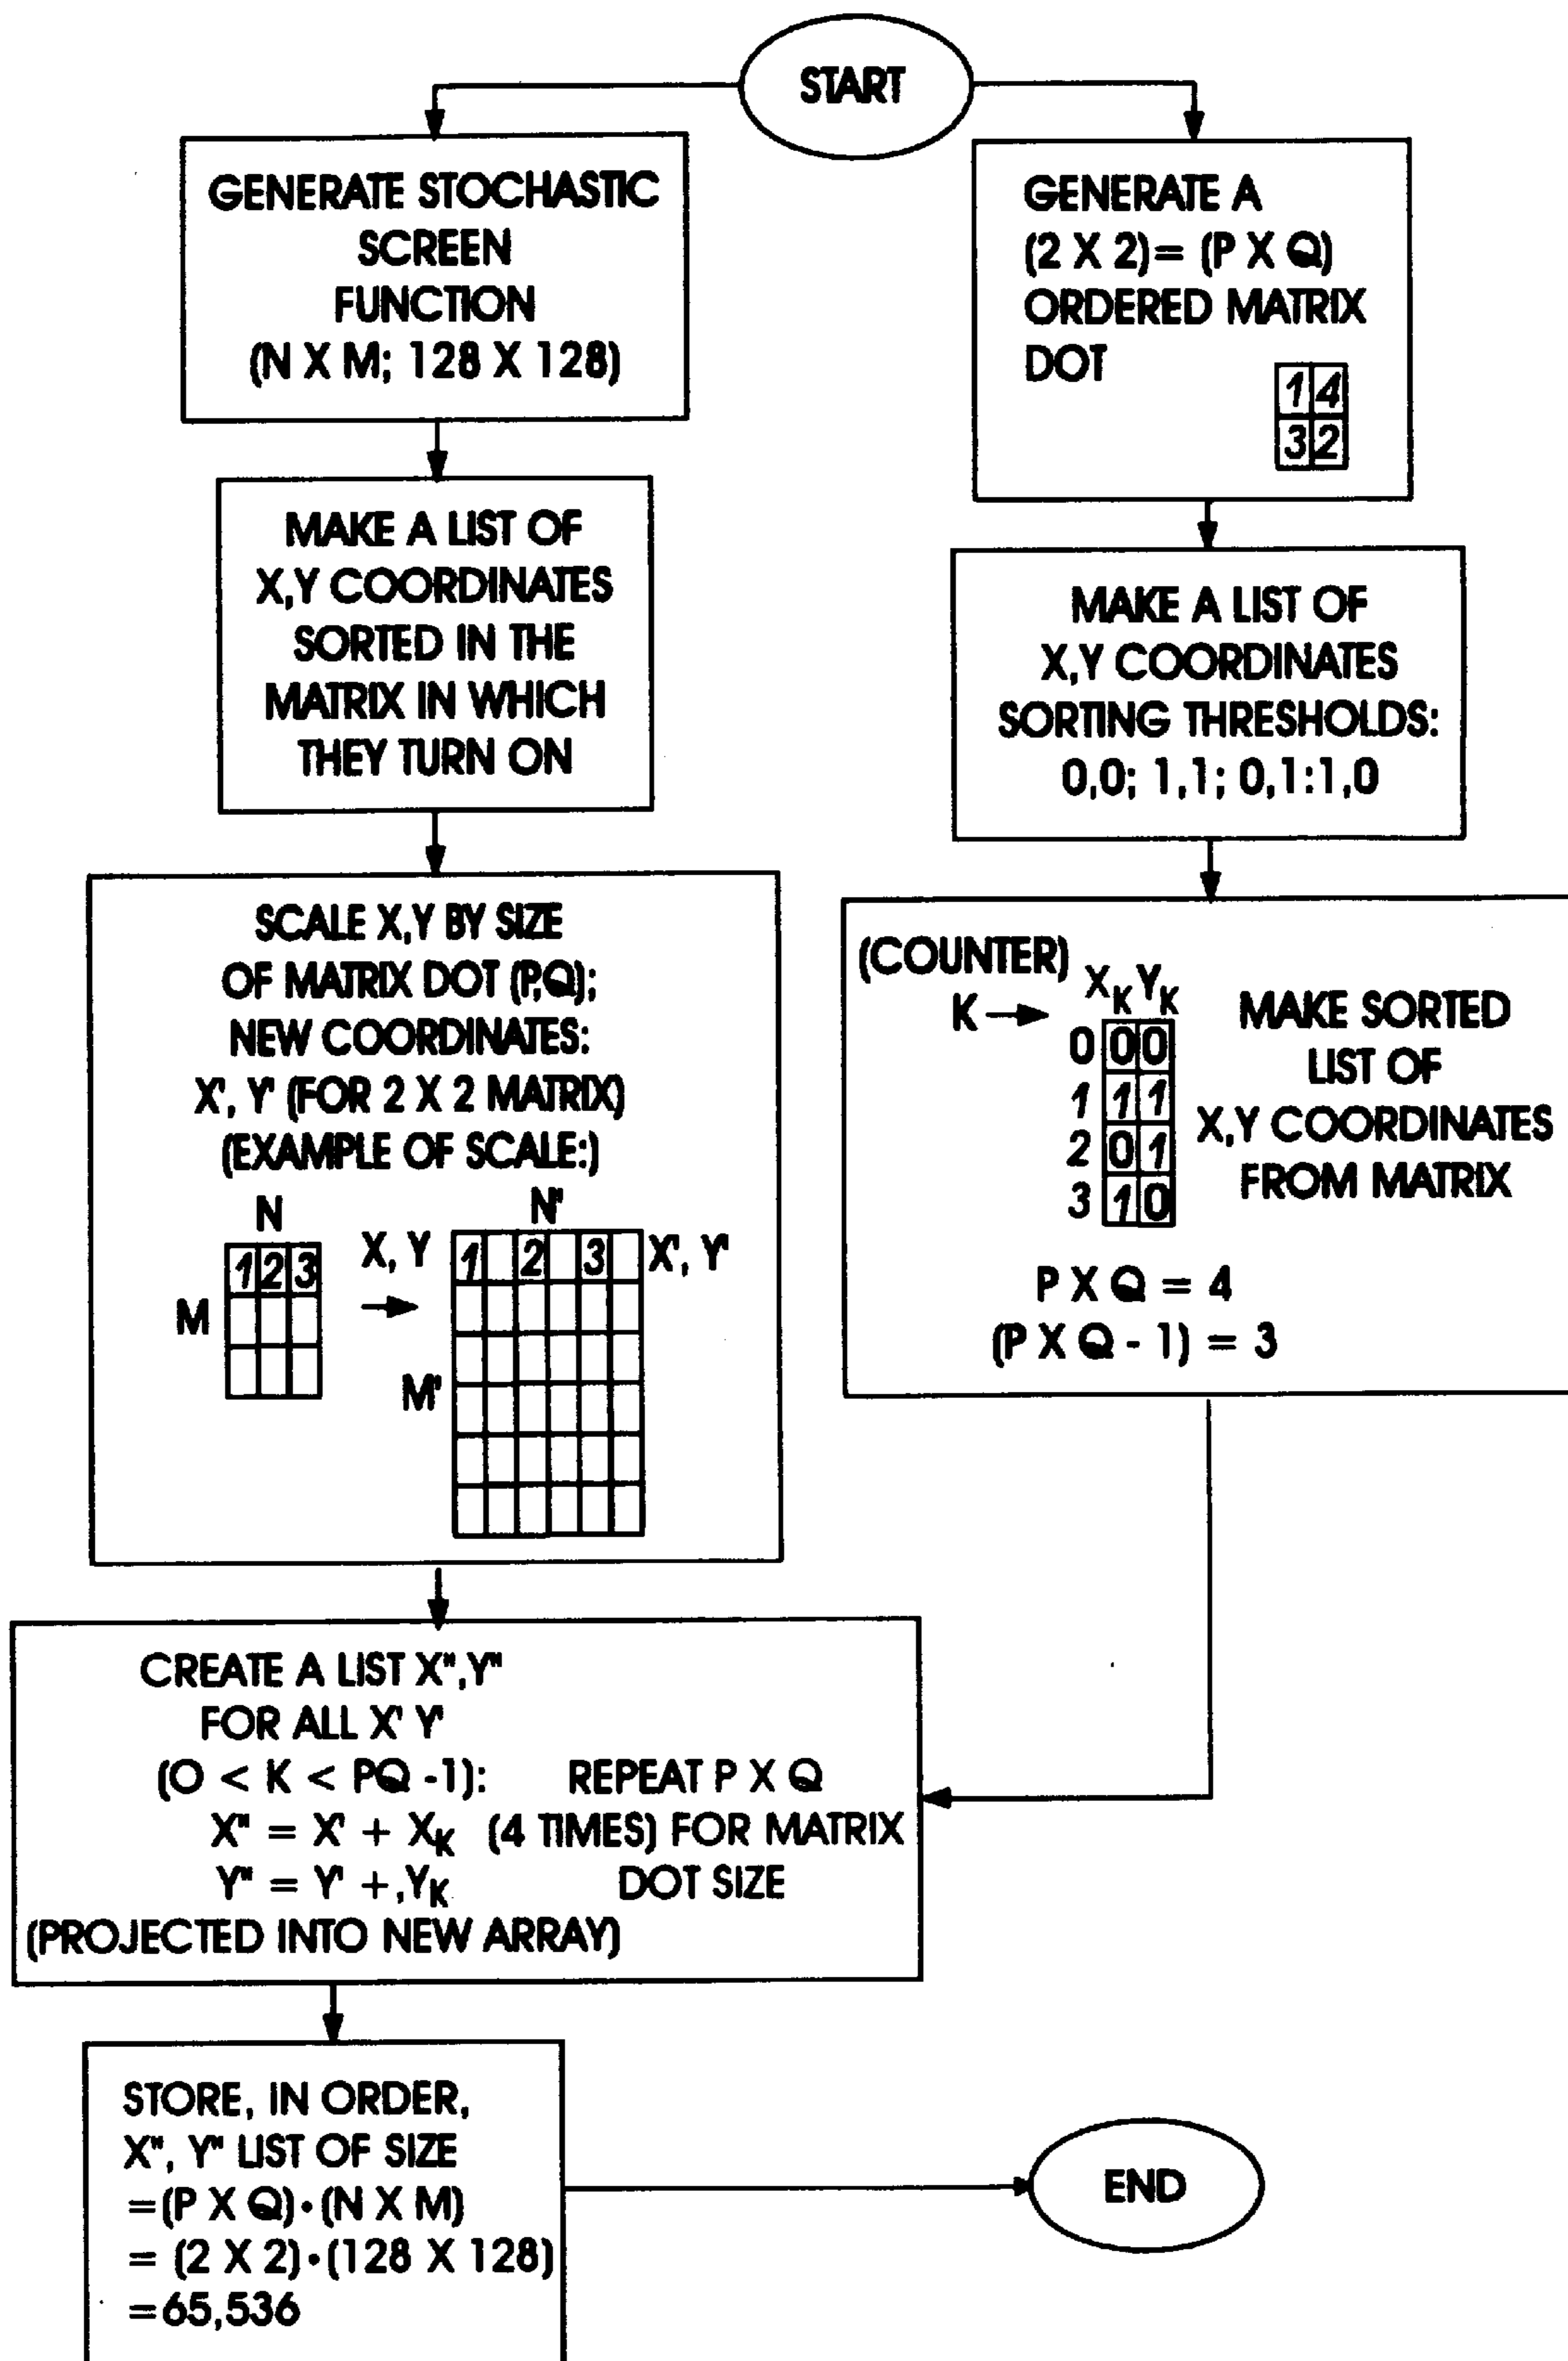 START
GENERATE STOCHASTIC
SCREEN
FUNCTION
(N X M; 128 X 128)
MAKE A LIST OF
X,Y COORDINATES
SORTED IN THE
MATRIX IN WHICH
THEY TURN ON
SCALE X,Y BY SIZE
OF MATRIX DOT (P,Q);
NEW COORDINATES:
X', Y' (FOR 2 X 2 MATRIX)
(EXAMPLE OF SCALE:)
N
M
1 2 3
X, Y
N'
M'
1 2 3
X', Y'
GENERATE A
(2 X 2)= (P X Q)
ORDERED MATRIX
DOT
1 4
3 2
MAKE A LIST OF
X,Y COORDINATES
SORTING THRESHOLDS:
0,0; 1,1; 0,1:1,0
(COUNTER)
K → X_K Y_K
0 0 0
1 1 1
2 0 1
3 1 0
MAKE SORTED
LIST OF
X,Y COORDINATES
FROM MATRIX
P X Q = 4
(P X Q - 1) = 3
CREATE A LIST X",Y"
FOR ALL X' Y'
(O < K < PQ -1): REPEAT P X Q
X" = X' + X_K (4 TIMES) FOR MATRIX
Y" = Y' +,Y_K DOT SIZE
(PROJECTED INTO NEW ARRAY)
STORE, IN ORDER,
X", Y" LIST OF SIZE
=(P X Q)•(N X M)
= (2 X 2)•(128 X 128)
=65,536
END